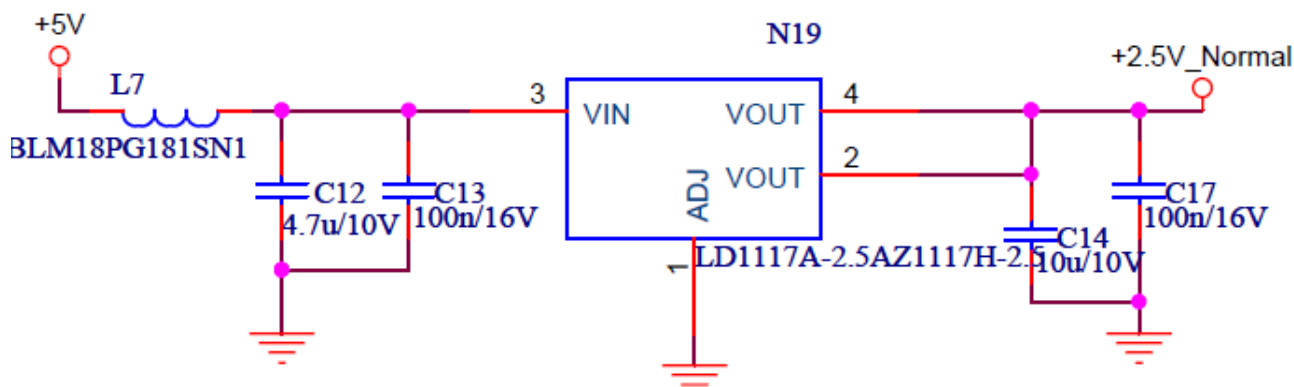 +5V
N19
+2.5V_Normal
L7
3
VIN
VOUT
4
BLM18PG181SN1
VOUT
2
ADJ
C12
4.7u/10V
C13
100n/16V
C17
100n/16V
LD1117A-2.5AZ1117H-2.5
C14
10u/10V
1